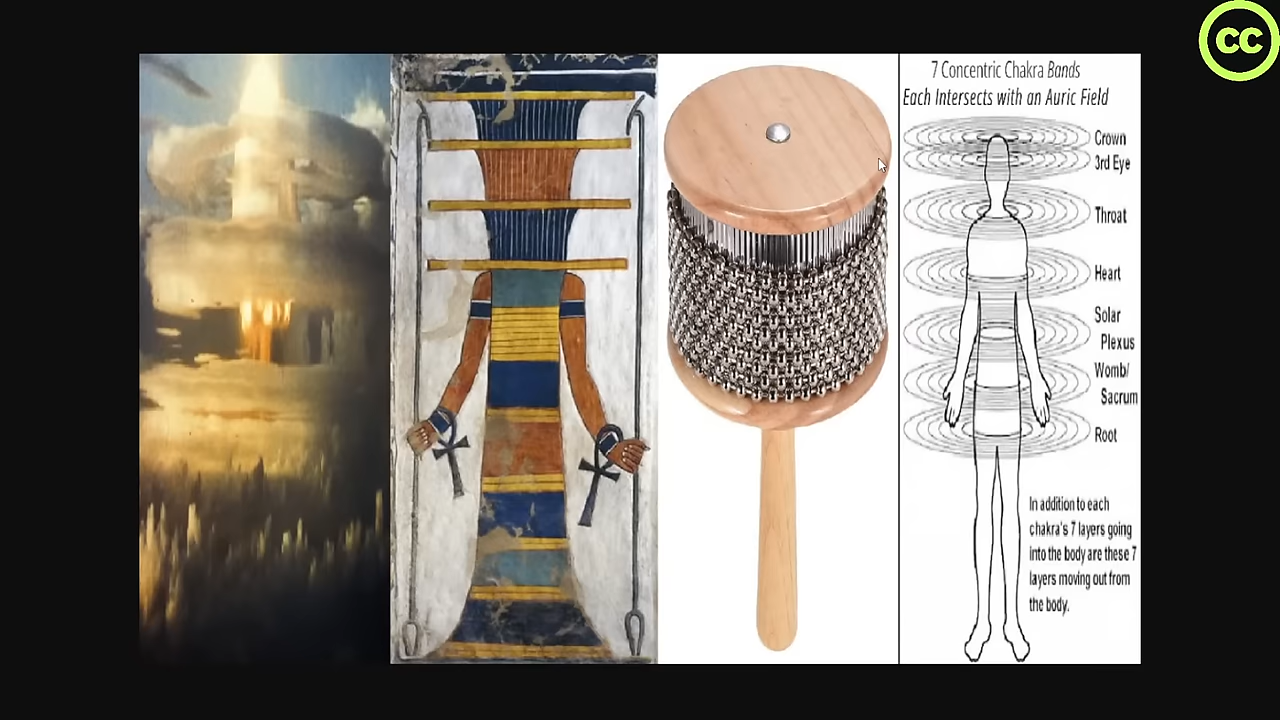 CC
7 Concentric Chakra Bands
Each Intersects with an Auric Field
Crown
3rd Eye
Throat
Heart
Solar
Plexus
Womb/
Sacrum
Root
In addition to each
chakra's 7 layers going
into the body are these 7
layers moving out from
the body.